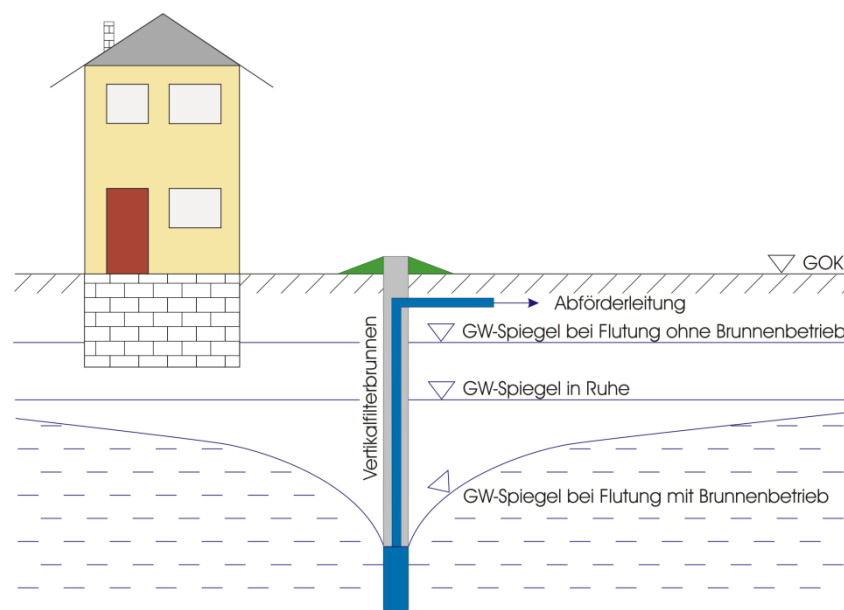 GOK
Abförderleitung
GW-Spiegel bei Flutung ohne Brunnenbetrieb
GW-Spiegel in Ruhe
Vertikalfilterbrunnen
GW-Spiegel bei Flutung mit Brunnenbetrieb